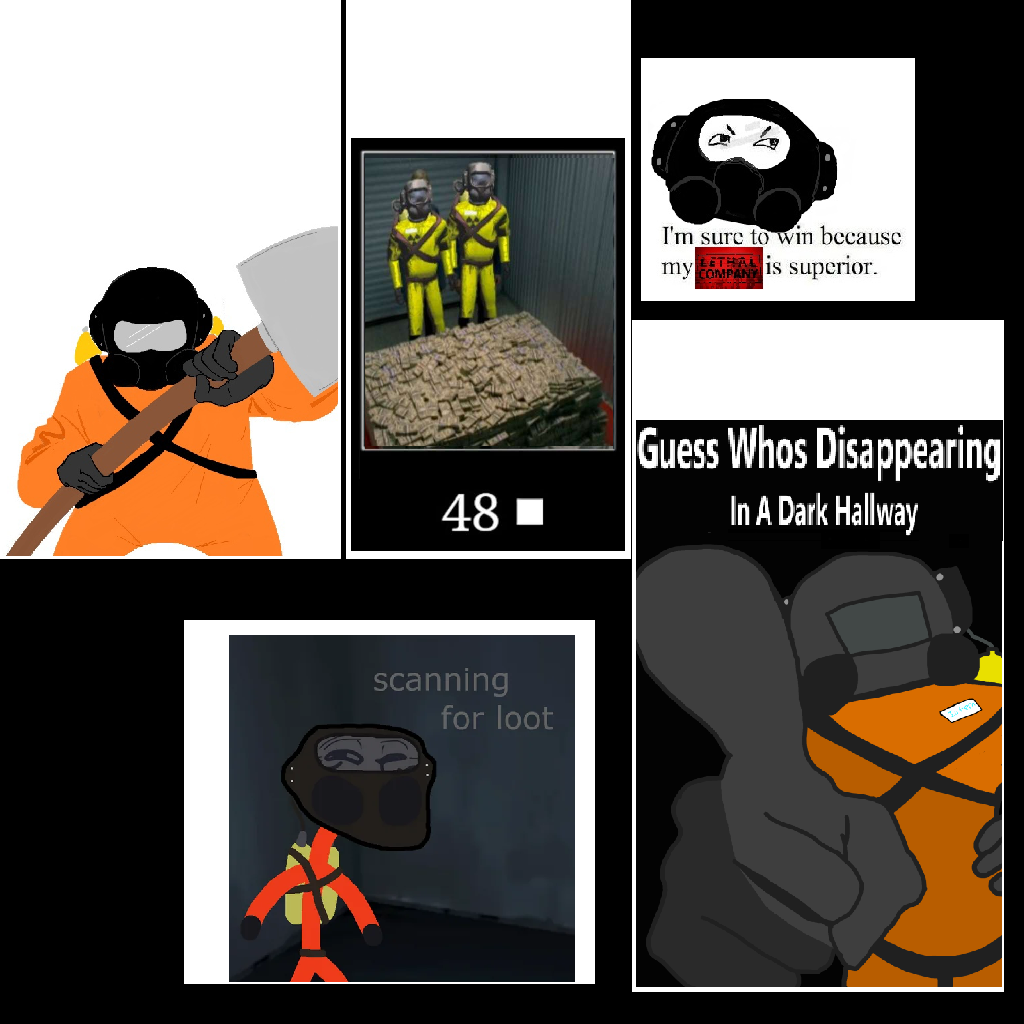 I'm sure to win because
my LETHAL COMPANY is superior.
48
Guess Whos Disappearing
In A Dark Hallway
scanning
for loot